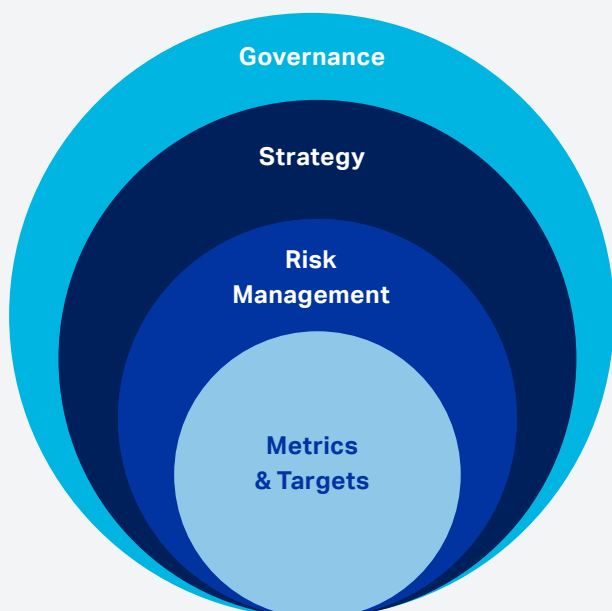 Governance
Strategy
Risk
Management
Metrics
& Targets